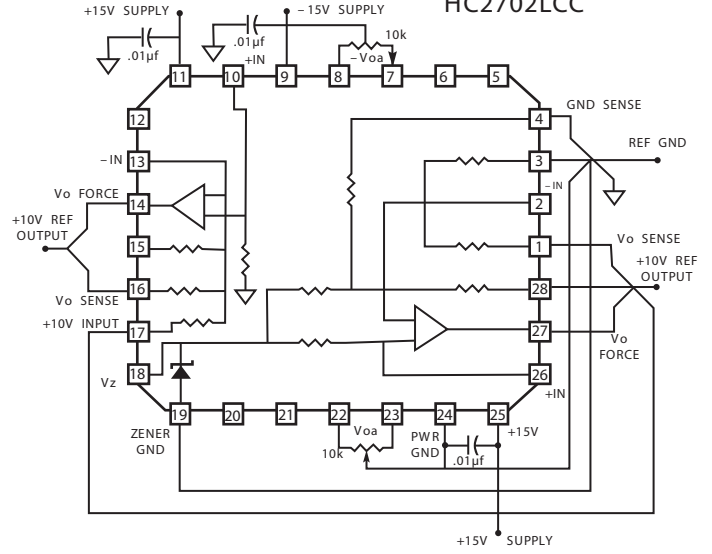 HC2702LCC
+15V SUPPLY
–15V SUPPLY
.01µf
.01µf
10k
+IN
–Voa
11
10
9
8
7
6
5
12
4
GND SENSE
–IN
13
3
REF GND
Vo FORCE
14
–IN
2
+10V REF
OUTPUT
15
1
Vo SENSE
16
28
+10V REF
OUTPUT
Vo SENSE
+10V INPUT
17
27
Vo
FORCE
18
26
Vz
+IN
19
20
21
22
23
24
25
ZENER
GND
Voa
PWR
GND
+15V
10k
.01µf
+15V SUPPLY